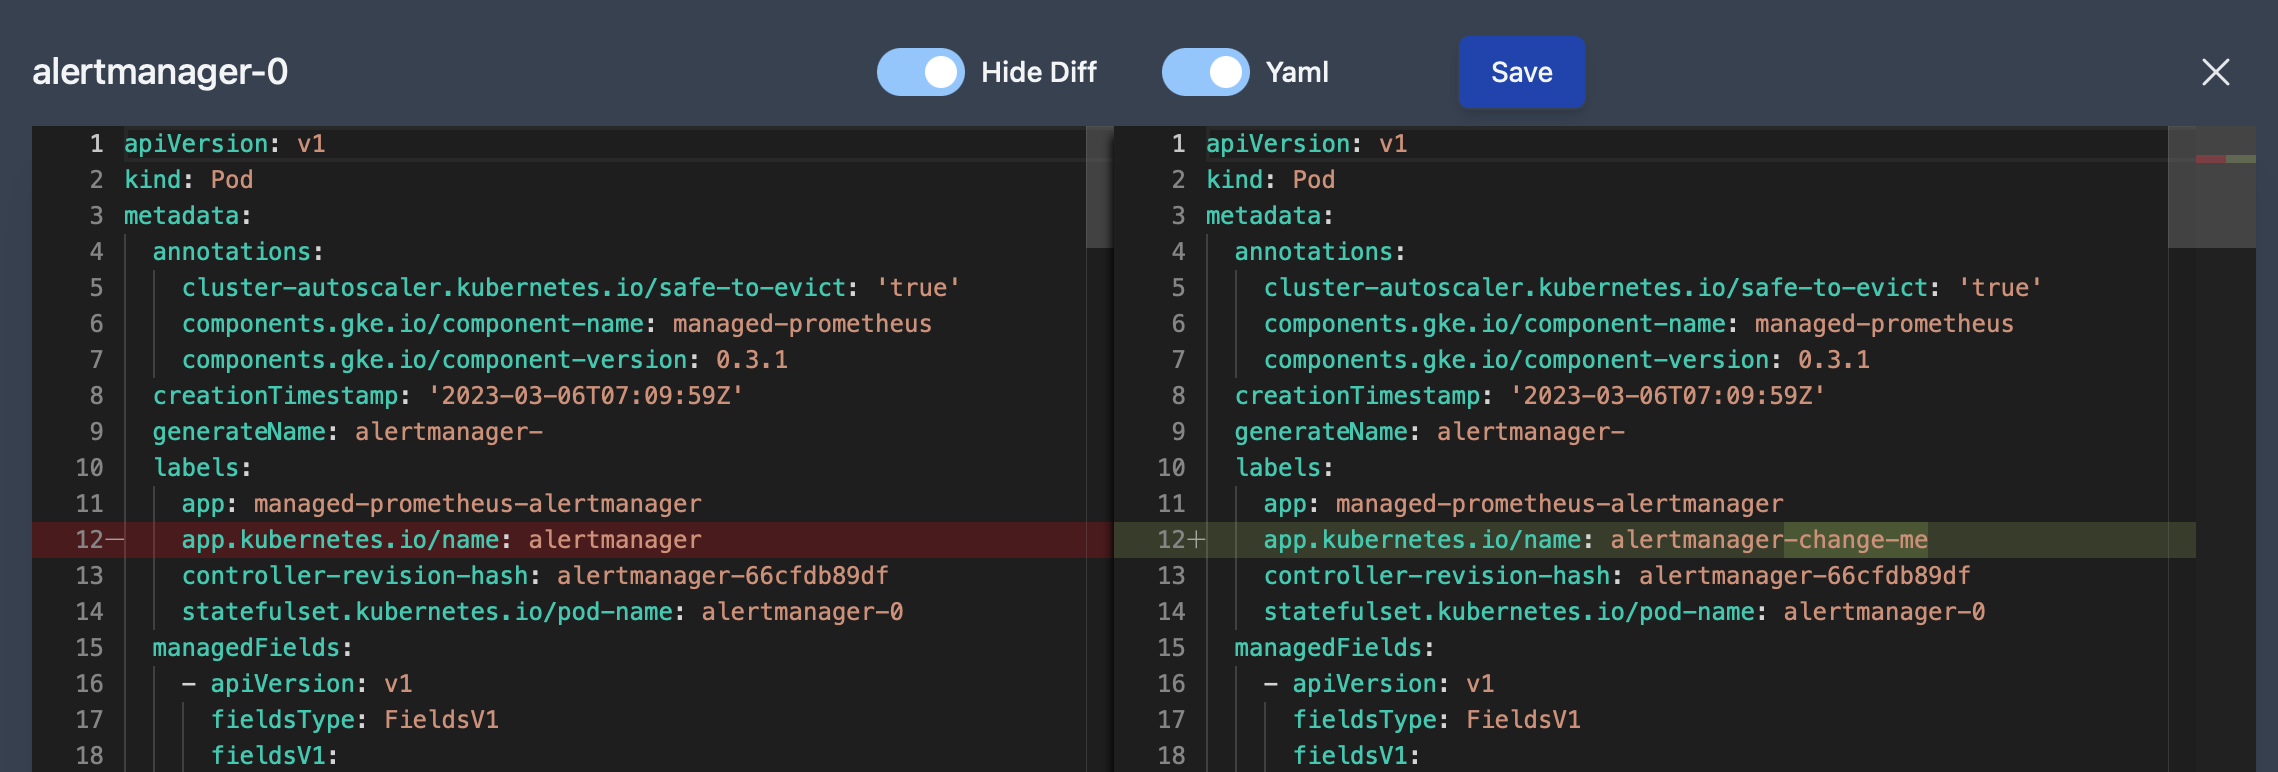 alertmanager-0
Hide Diff
Yaml
Save
1 apiVersion: v1
2 kind: Pod
3 metadata:
4   annotations:
5     cluster-autoscaler.kubernetes.io/safe-to-evict: 'true'
6     components.gke.io/component-name: managed-prometheus
7     components.gke.io/component-version: 0.3.1
8   creationTimestamp: '2023-03-06T07:09:59Z'
9   generateName: alertmanager-
10   labels:
11     app: managed-prometheus-alertmanager
12—     app.kubernetes.io/name: alertmanager
13     controller-revision-hash: alertmanager-66cfdb89df
14     statefulset.kubernetes.io/pod-name: alertmanager-0
15   managedFields:
16     - apiVersion: v1
17       fieldsType: FieldsV1
18       fieldsV1:
1 apiVersion: v1
2 kind: Pod
3 metadata:
4   annotations:
5     cluster-autoscaler.kubernetes.io/safe-to-evict: 'true'
6     components.gke.io/component-name: managed-prometheus
7     components.gke.io/component-version: 0.3.1
8   creationTimestamp: '2023-03-06T07:09:59Z'
9   generateName: alertmanager-
10   labels:
11     app: managed-prometheus-alertmanager
12+     app.kubernetes.io/name: alertmanager-change-me
13     controller-revision-hash: alertmanager-66cfdb89df
14     statefulset.kubernetes.io/pod-name: alertmanager-0
15   managedFields:
16     - apiVersion: v1
17       fieldsType: FieldsV1
18       fieldsV1: